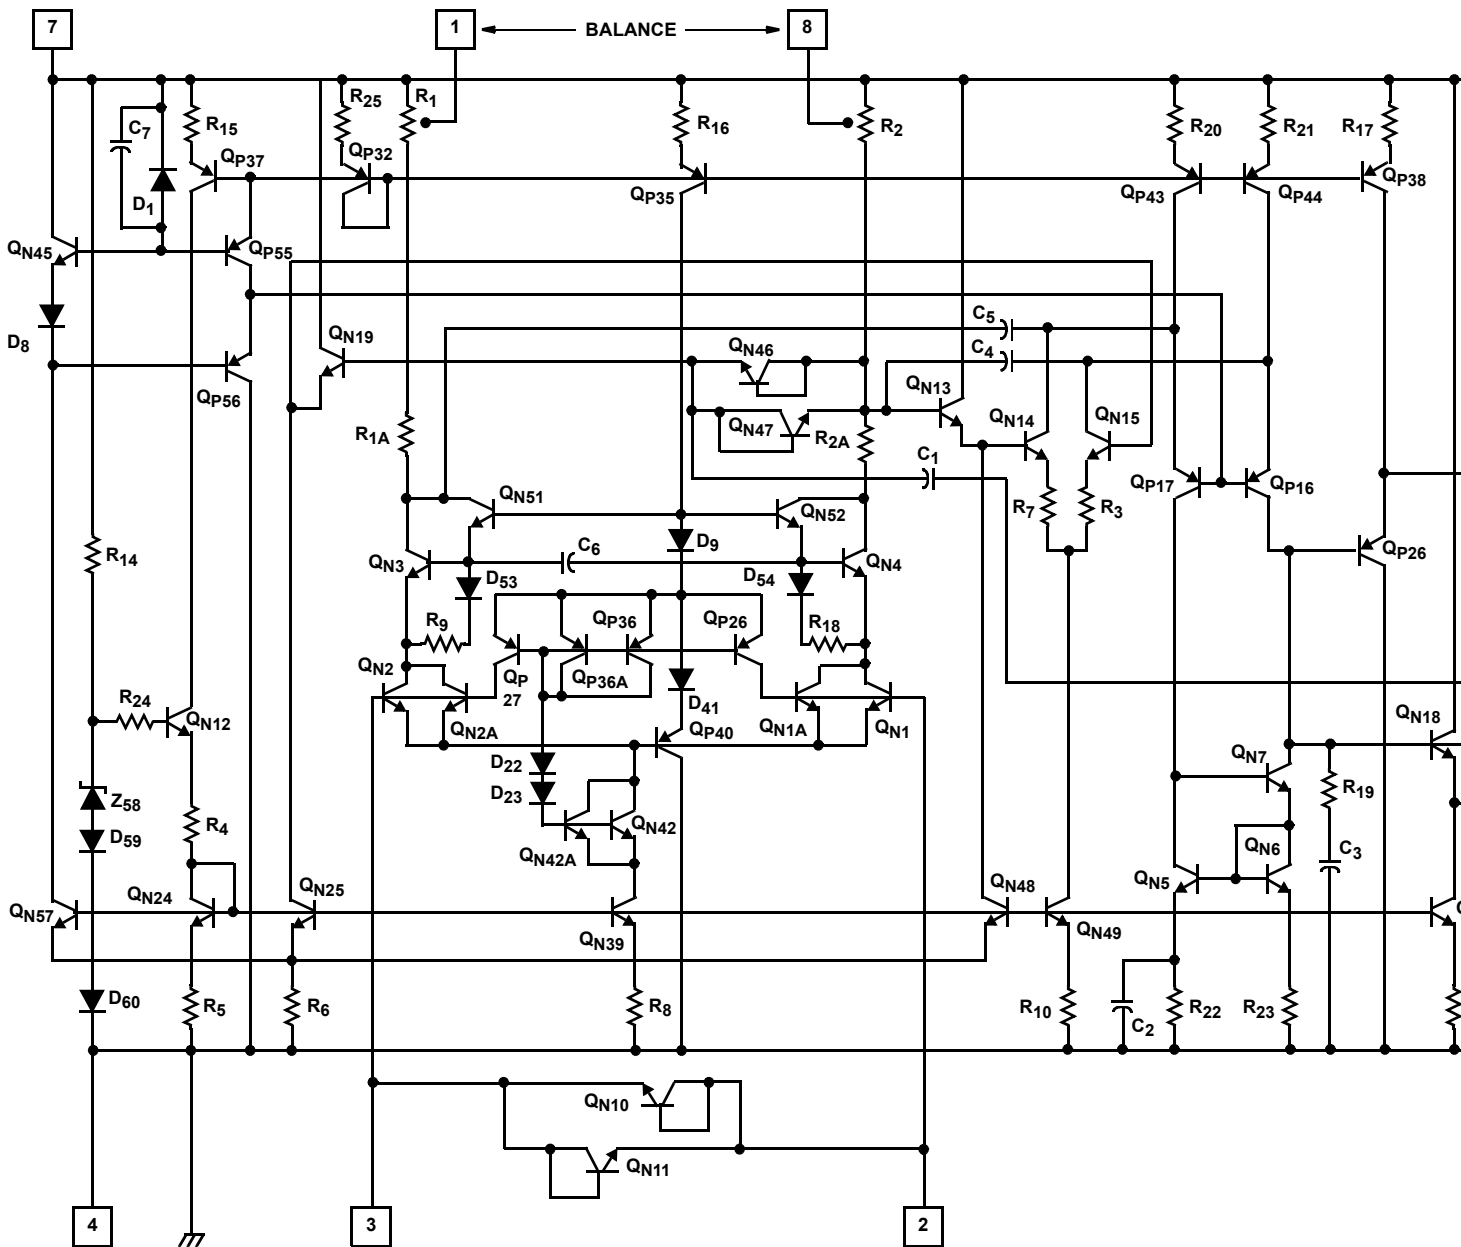 7
1
BALANCE
8
C7
R15
R25
R1
R16
R2
R20
R21
R17
QP37
QP32
D1
QP35
QP43
QP44
QP38
QN45
QP55
D8
QN19
QP56
C5
C4
QN46
QN13
QN14
QN15
QN47
R2A
R1A
C1
QN51
QN52
R7
R3
QP17
QP16
R14
QN3
C6
D9
QN4
QP26
D53
D54
R9
QP36
QP26
R18
QN2
QP
27
QP36A
D41
R24
QN12
QN2A
QP40
QN1A
QN1
QN18
D22
D23
QN7
Z58
R19
D59
R4
QN42
QN42A
QN6
C3
QN57
QN24
QN25
QN48
QN5
Q
QN39
QN49
D60
R5
R6
R8
R10
C2
R22
R23
QN10
QN11
4
3
2